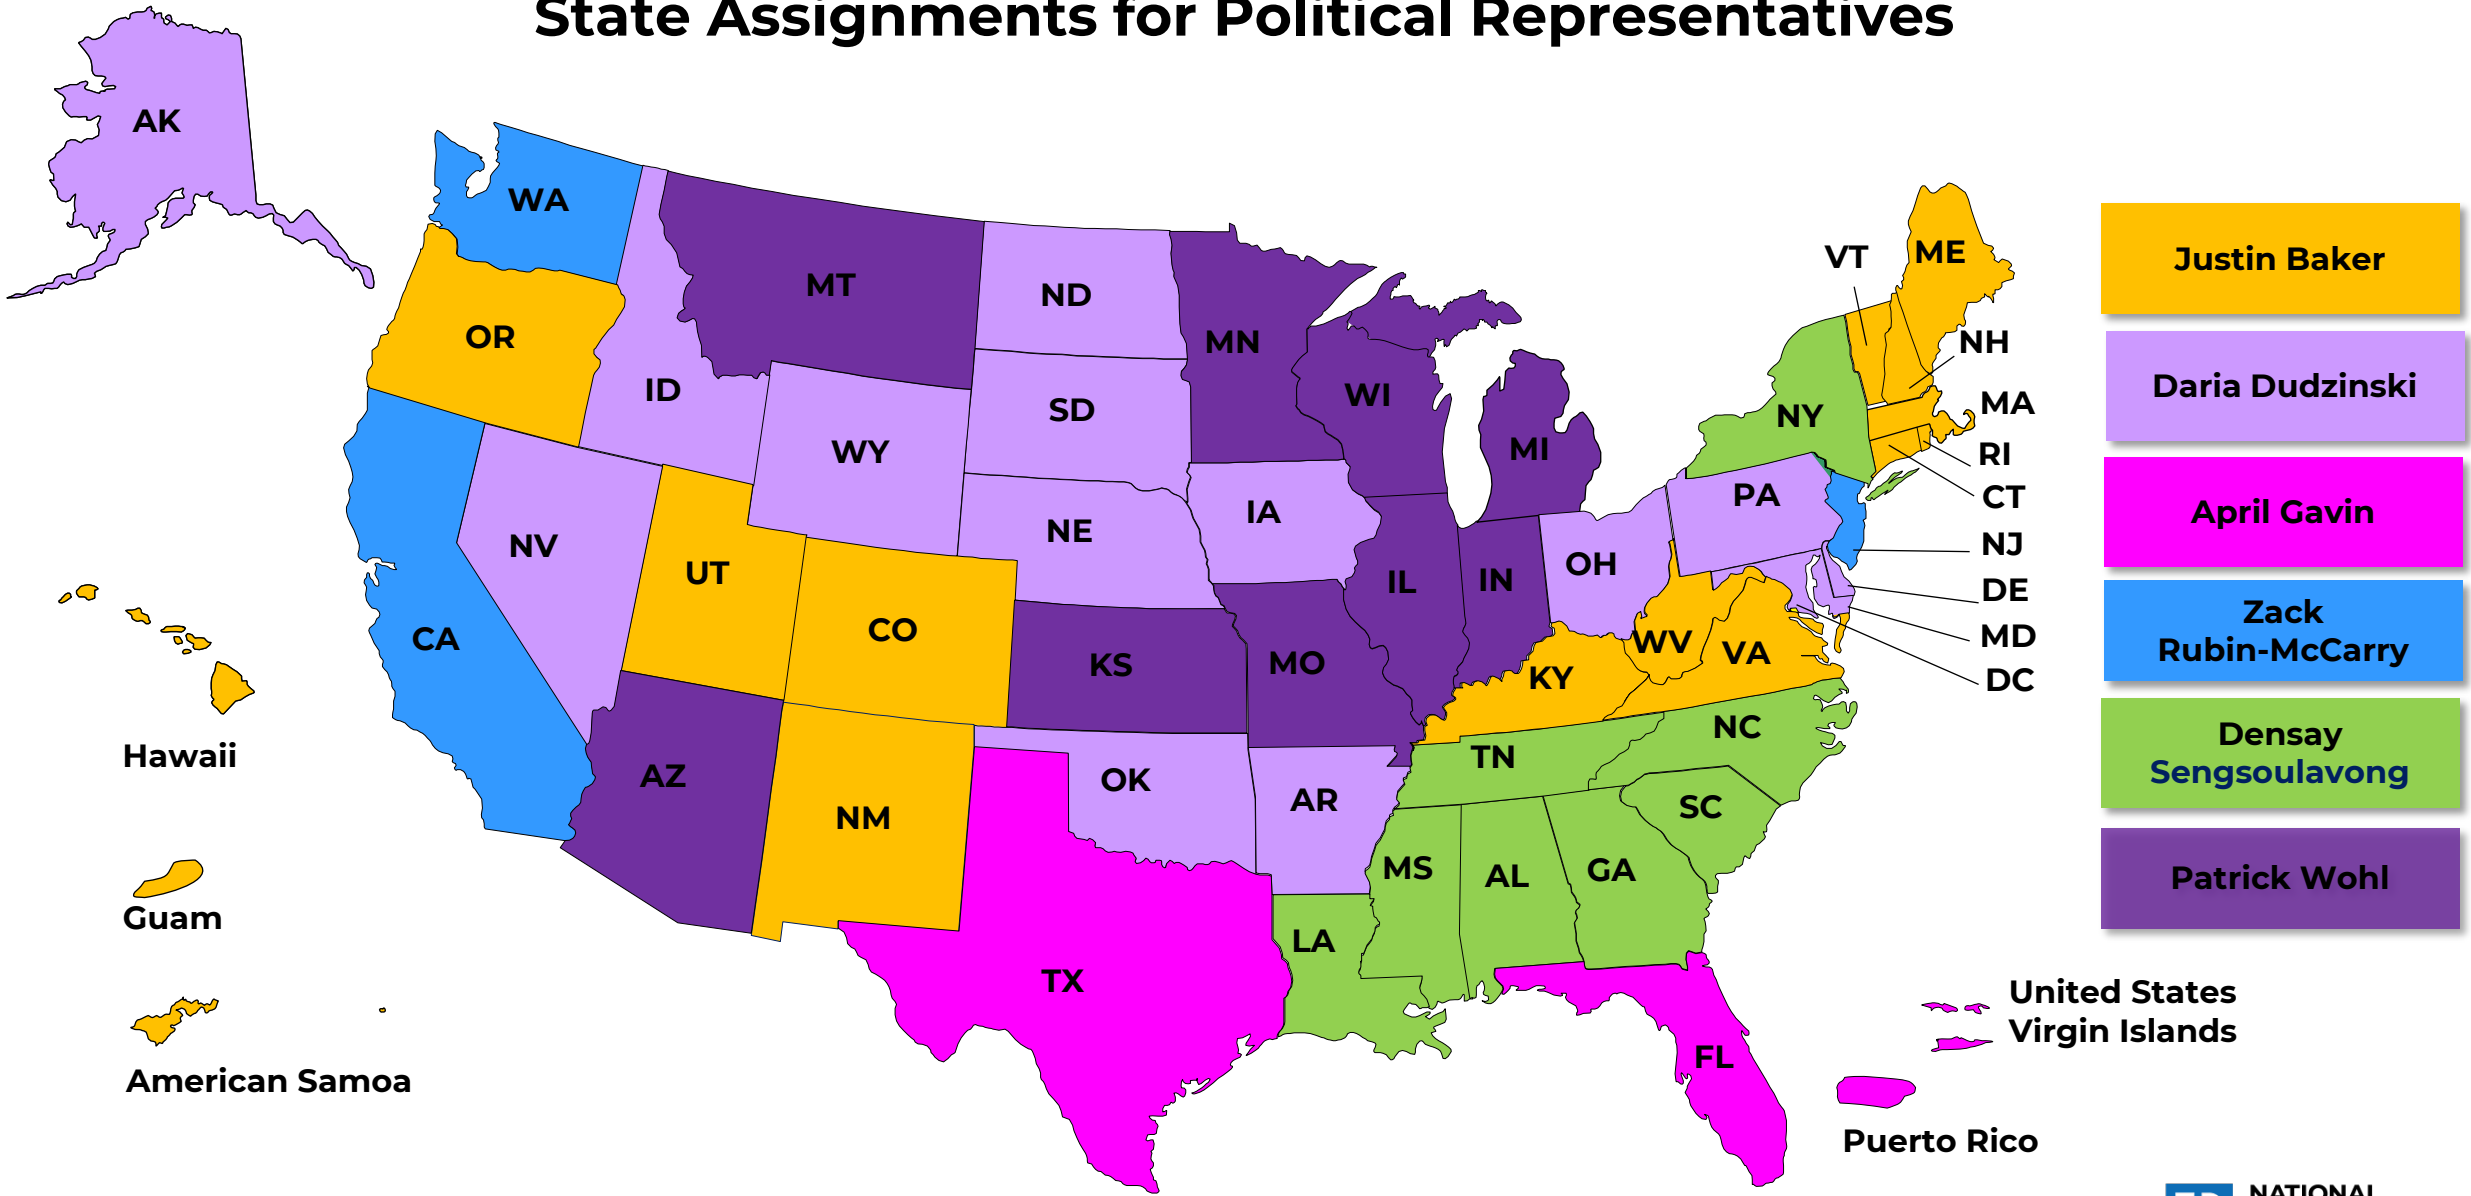 State Assignments for Political Representatives
AK
WA
MT
ND
MN
VT
ME
OR
ID
SD
WI
MI
NY
NH
MA
RI
CT
WY
NE
IA
PA
NJ
NV
UT
CO
IL
IN
OH
DE
MD
DC
CA
KS
MO
KY
WV
VA
AZ
NM
OK
AR
TN
NC
SC
MS
AL
GA
LA
TX
FL
Hawaii
Guam
American Samoa
Justin Baker
Daria Dudzinski
April Gavin
Zack
Rubin-McCarry
Densay
Sengsoulavong
Patrick Wohl
United States
Virgin Islands
Puerto Rico